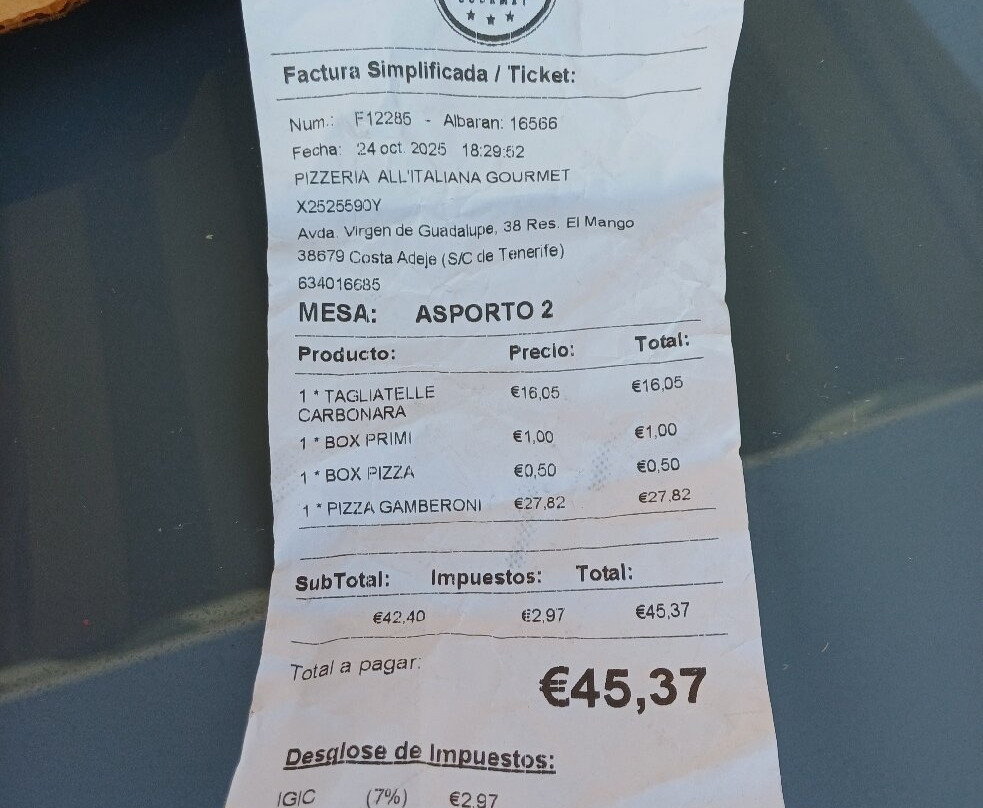 Factura Simplificada / Ticket:
Num.: F12285 - Albaran: 16566
Fecha: 24 oct. 2025 18:29:52
PIZZERIA ALL'ITALIANA GOURMET
X2525590Y
Avda. Virgen de Guadalupe, 38 Res. El Mango
38679 Costa Adeje (S/C de Tenerife)
634016685
MESA: ASPORTO 2
Producto: Precio: Total:
1 * TAGLIATELLE €16,05 €16,05
CARBONARA
1 * BOX PRIMI €1,00 €1,00
1 * BOX PIZZA €0,50 €0,50
1 * PIZZA GAMBERONI €27,82 €27,82
SubTotal: Impuestos: Total:
€42,40 €2,97 €45,37
Total a pagar: €45,37
Desglose de Impuestos:
IGIC (7%) €2,97